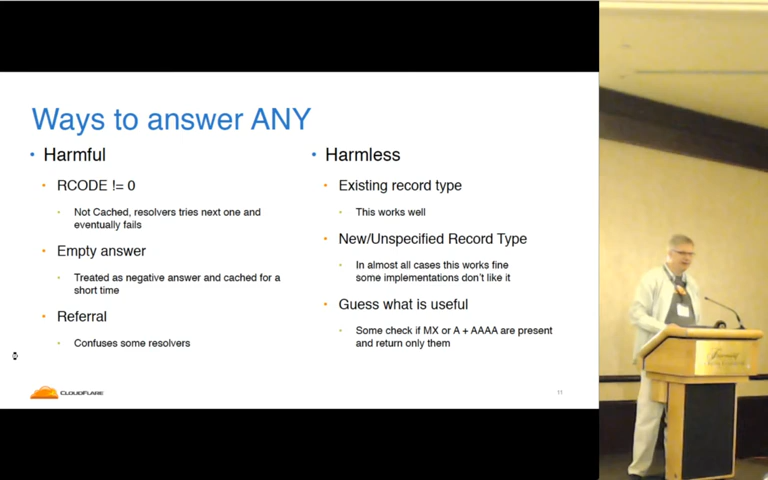 Ways to answer ANY
• Harmful
• RCODE != 0
• Not Cached, resolvers tries next one and
eventually fails
• Empty answer
• Treated as negative answer and cached for a
short time
• Referral
• Confuses some resolvers
• Harmless
• Existing record type
• This works well
• New/Unspecified Record Type
• In almost all cases this works fine
some implementations don't like it
• Guess what is useful
• Some check if MX or A + AAAA are present
and return only them
CLOUDFLARE
11